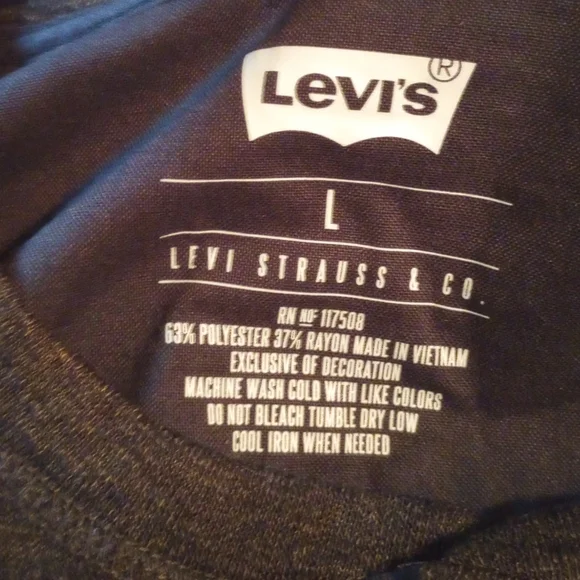 LEVI'S®
L
LEVI STRAUSS & CO.
RN NO 117508
63% POLYESTER 37% RAYON MADE IN VIETNAM
EXCLUSIVE OF DECORATION
MACHINE WASH COLD WITH LIKE COLORS
DO NOT BLEACH TUMBLE DRY LOW
COOL IRON WHEN NEEDED